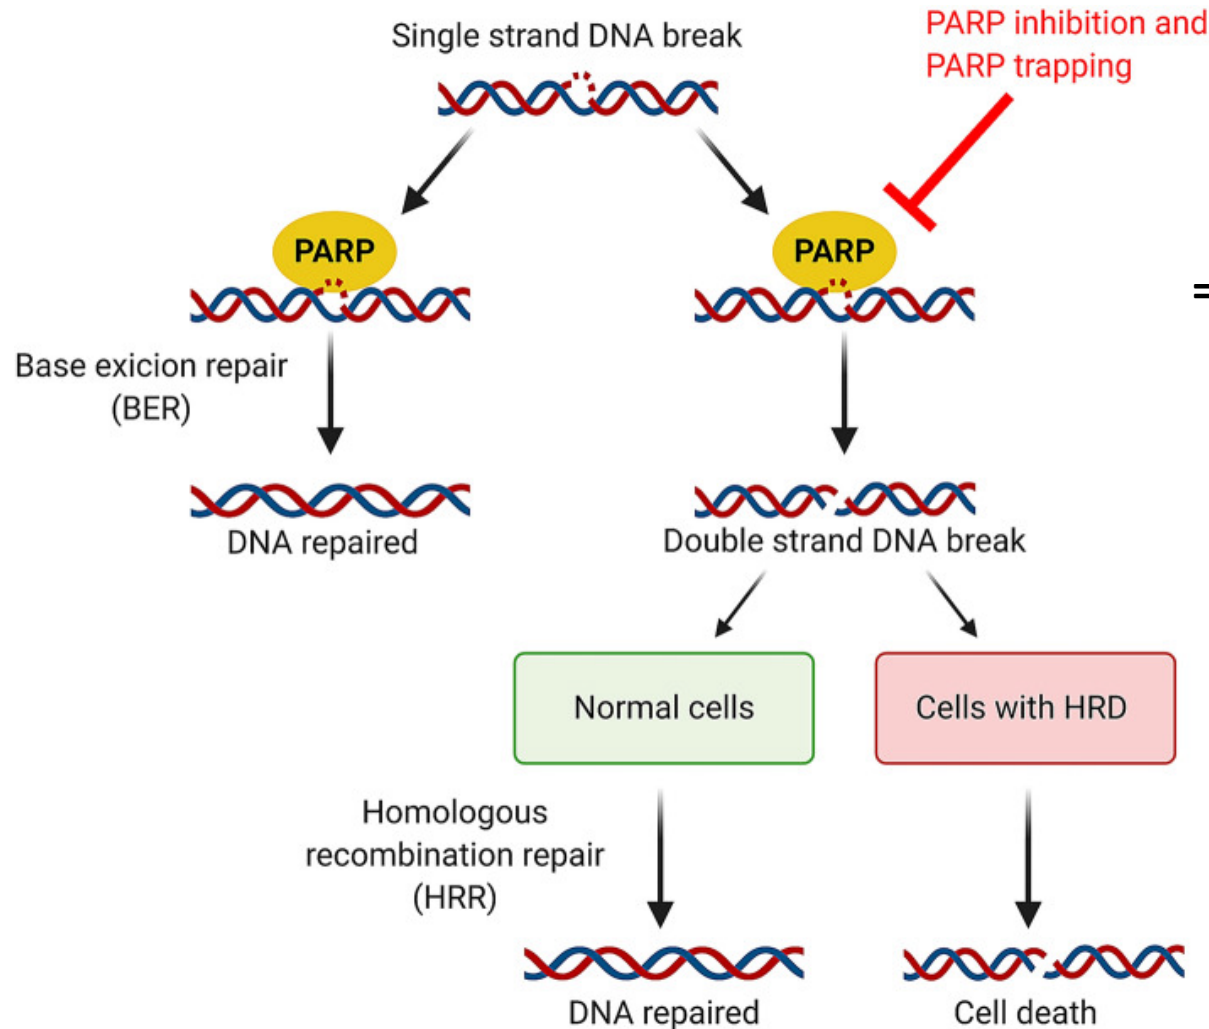 Single strand DNA break
PARP inhibition and
PARP trapping
PARP
PARP
=
Base exicion repair
(BER)
DNA repaired
Double strand DNA break
Normal cells
Cells with HRD
Homologous
recombination repair
(HRR)
DNA repaired
Cell death